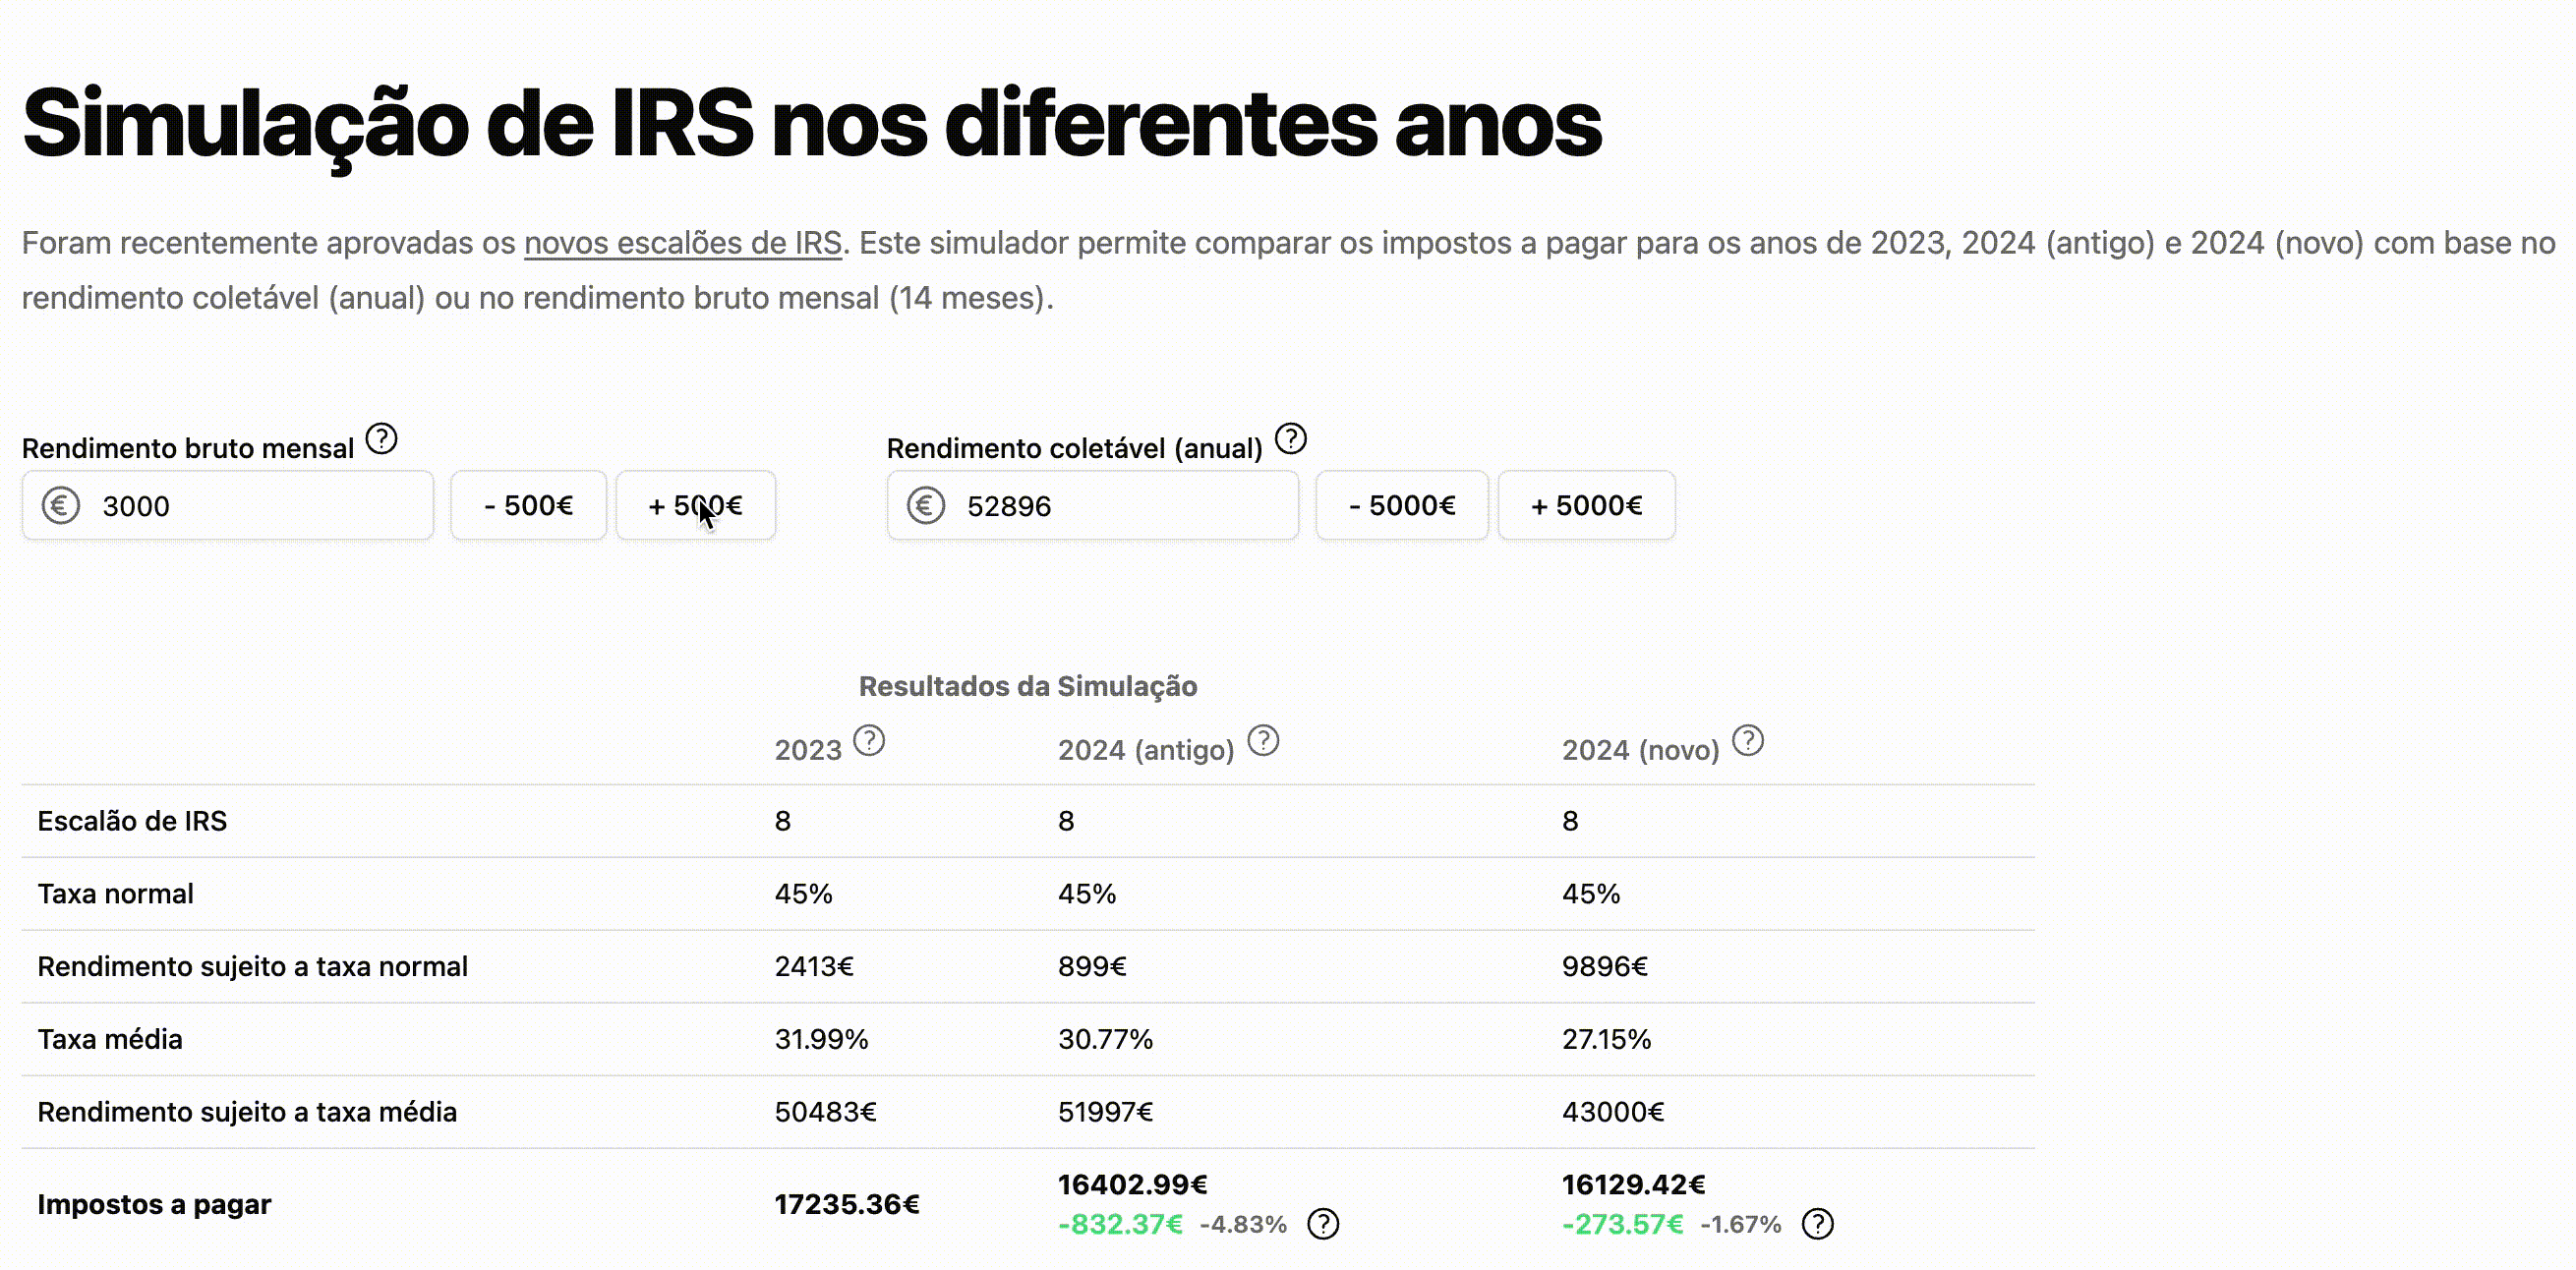 Simulação de IRS nos diferentes anos
Foram recentemente aprovadas os novos escalões de IRS. Este simulador permite comparar os impostos a pagar para os anos de 2023, 2024 (antigo) e 2024 (novo) com base no
rendimento coletável (anual) ou no rendimento bruto mensal (14 meses).
Rendimento bruto mensal ? Rendimento coletável (anual) ?
€ 3000 - 500€ + 500€ € 52896 - 5000€ + 5000€
Resultados da Simulação
2023 ? 2024 (antigo) ? 2024 (novo) ?
Escalão de IRS 8 8 8
Taxa normal 45% 45% 45%
Rendimento sujeito a taxa normal 2413€ 899€ 9896€
Taxa média 31.99% 30.77% 27.15%
Rendimento sujeito a taxa média 50483€ 51997€ 43000€
Impostos a pagar 17235.36€ 16402.99€ 16129.42€
-832.37€ -4.83% ? -273.57€ -1.67% ?